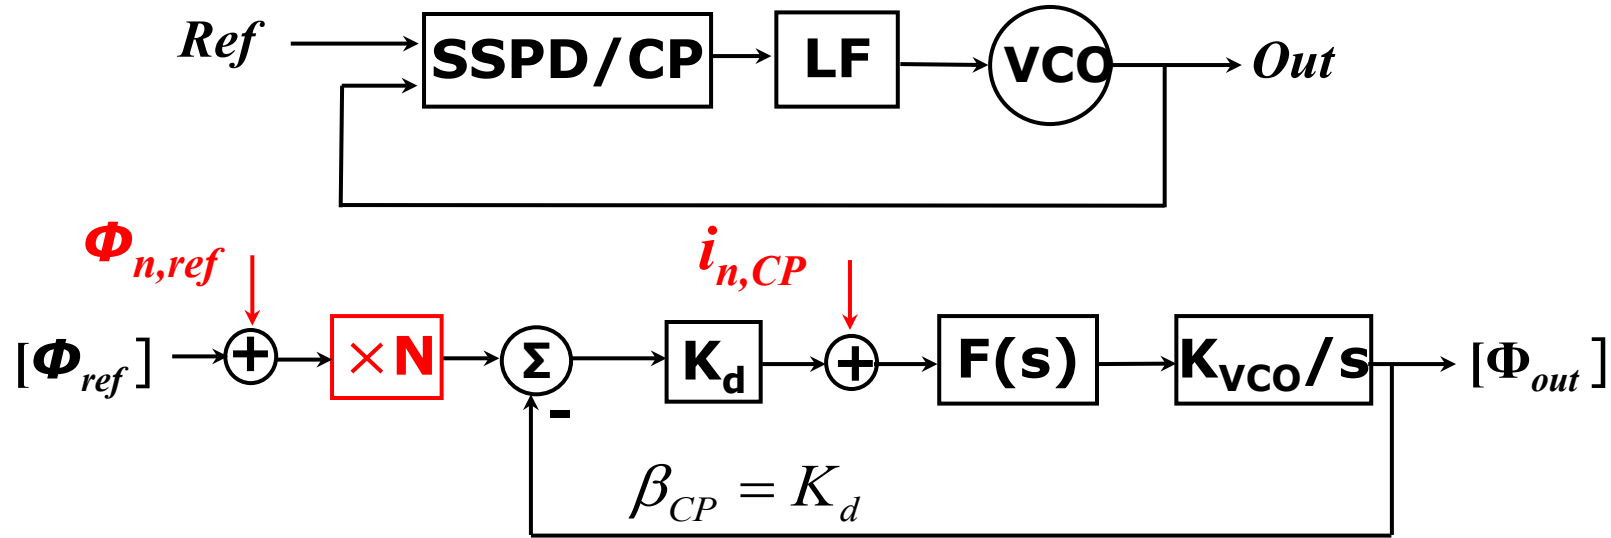 Ref SSPD/CP LF VCO Out
Φn,ref in,CP
[Φref] + ×N Σ Kd + F(s) KVCO/s [Φout]
-
βCP = Kd